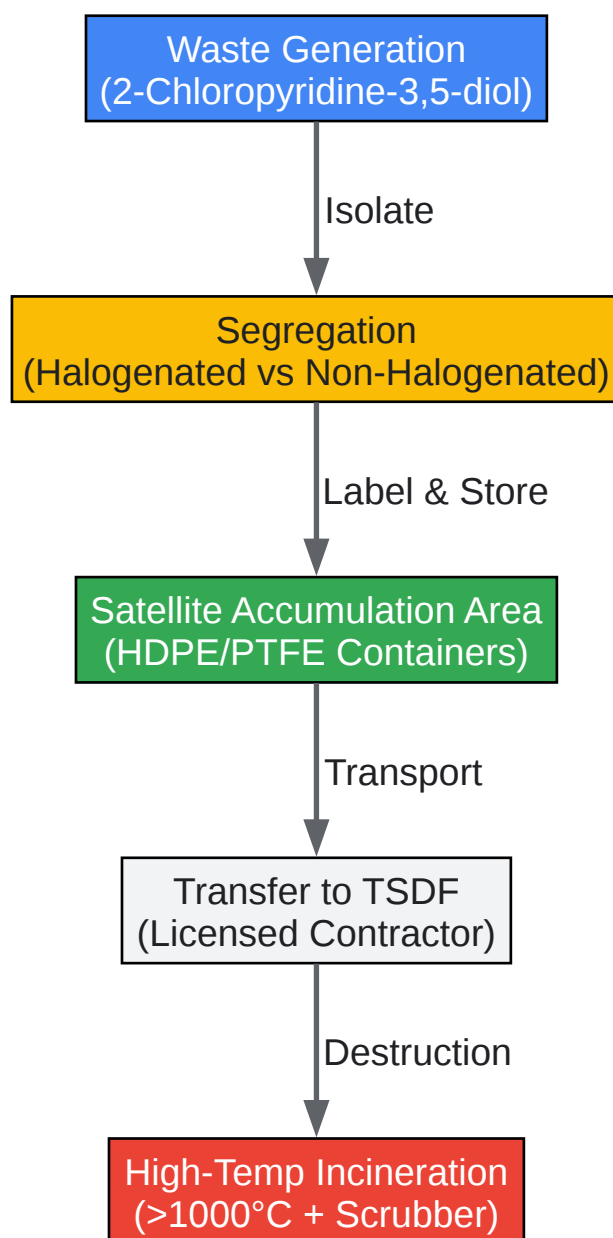 Waste Generation
(2-Chloropyridine-3,5-diol)
Isolate
Segregation
(Halogenated vs Non-Halogenated)
Label & Store
Satellite Accumulation Area
(HDPE/PTFE Containers)
Transport
Transfer to TSDF
(Licensed Contractor)
Destruction
High-Temp Incineration
(>1000°C + Scrubber)